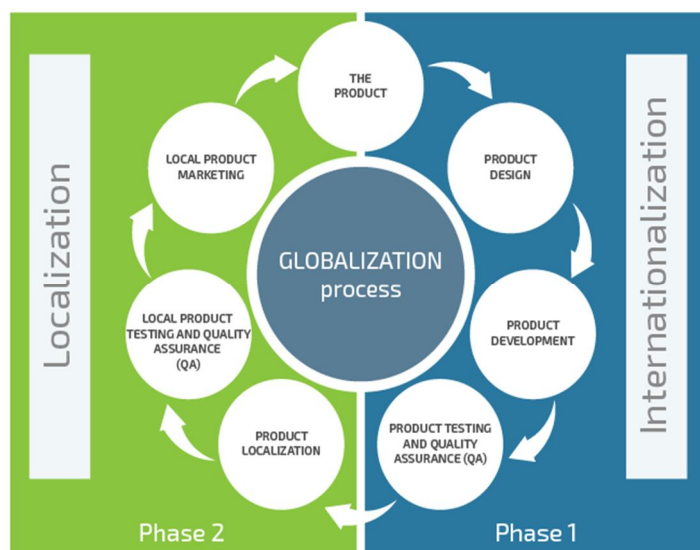 THE
PRODUCT
PRODUCT
DESIGN
PRODUCT
DEVELOPMENT
PRODUCT TESTING
AND QUALITY
ASSURANCE (QA)
PRODUCT
LOCALIZATION
LOCAL PRODUCT
TESTING AND QUALITY
ASSURANCE
(QA)
LOCAL PRODUCT
MARKETING
GLOBALIZATION
process
Localization
Internationalization
Phase 2
Phase 1